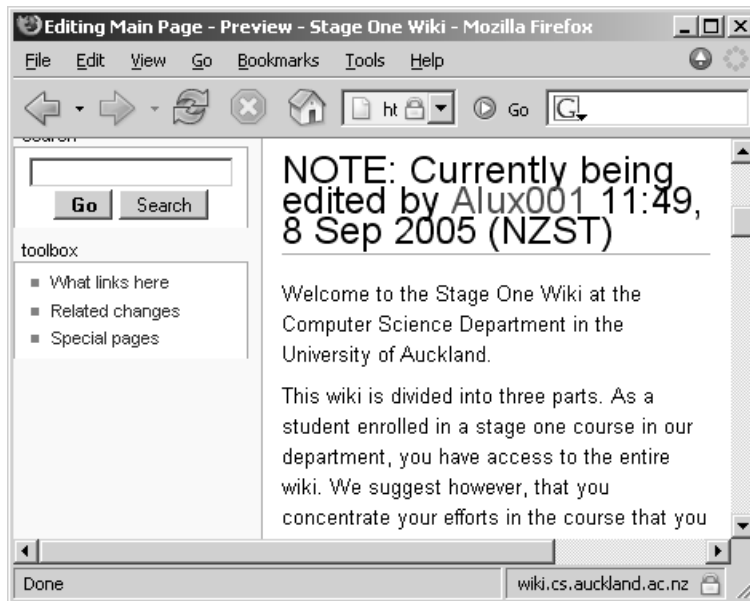 Editing Main Page - Preview - Stage One Wiki - Mozilla Firefox
File Edit View Go Bookmarks Tools Help
ht Go G
search
Go Search
toolbox
What links here
Related changes
Special pages
NOTE: Currently being
edited by Alux001 11:49,
8 Sep 2005 (NZST)
Welcome to the Stage One Wiki at the
Computer Science Department in the
University of Auckland.
This wiki is divided into three parts. As a
student enrolled in a stage one course in our
department, you have access to the entire
wiki. We suggest however, that you
concentrate your efforts in the course that you
Done wiki.cs.auckland.ac.nz